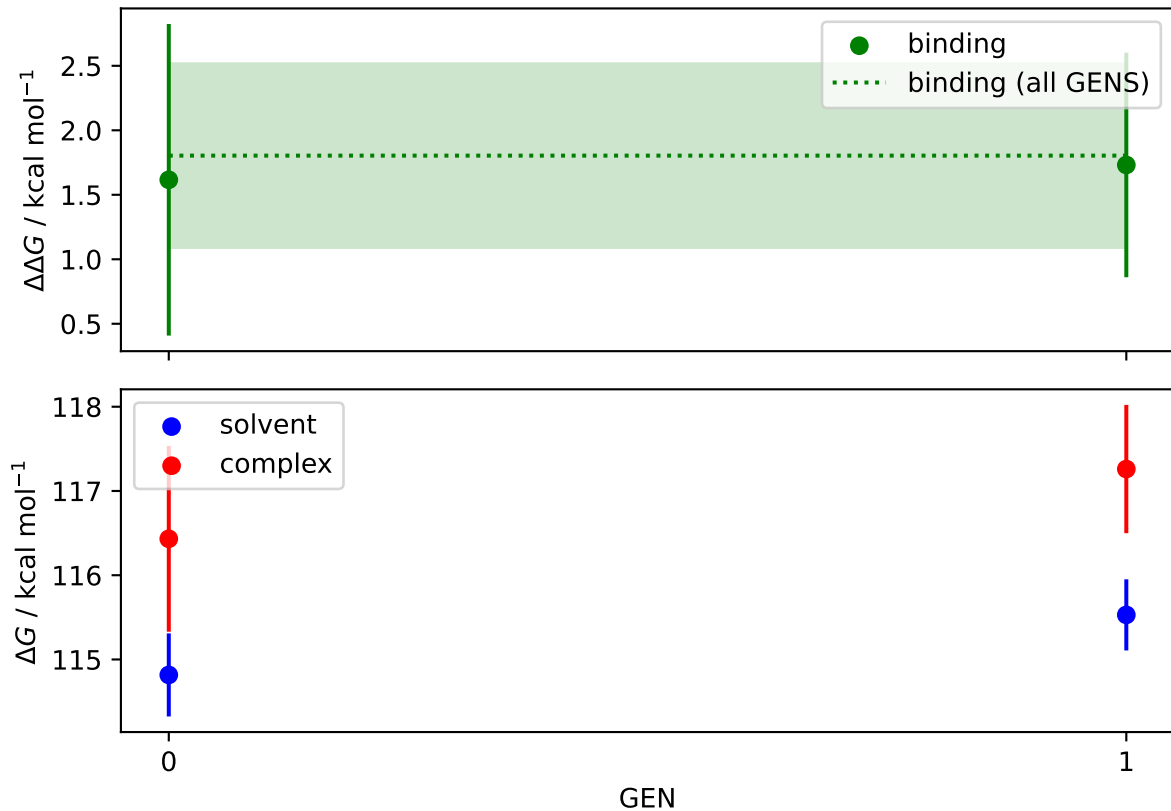 binding
binding (all GENS)
2.5
2.0
1.5
1.0
0.5
ΔΔG / kcal mol⁻¹
solvent
complex
118
117
116
115
ΔG / kcal mol⁻¹
0 1
GEN